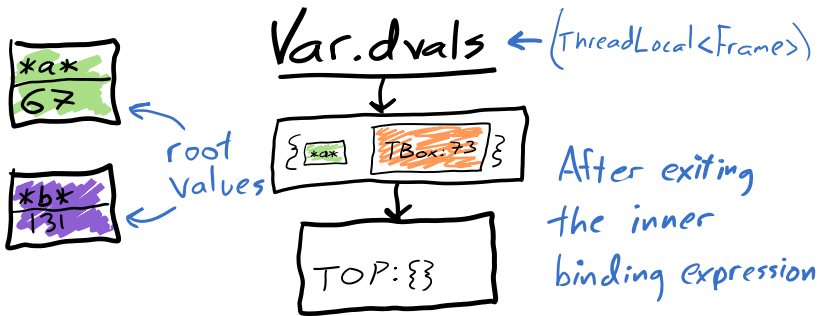 *a*
67
*b*
131
root
values
Var.dvals
(ThreadLocal<Frame>)
{ *a* TBox: 73 }
TOP: {}
After exiting
the inner
binding expression